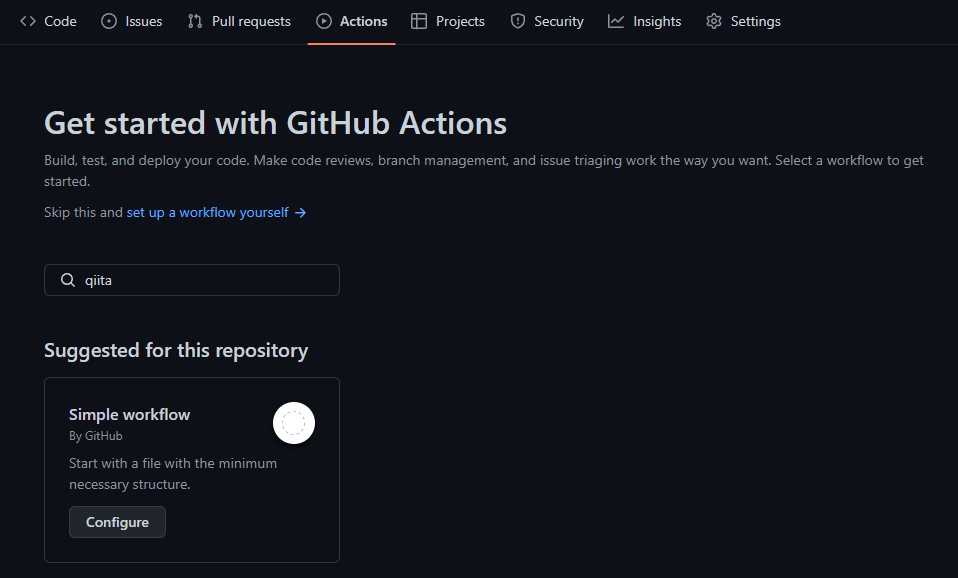 Code Issues Pull requests Actions Projects Security Insights Settings
Get started with GitHub Actions
Build, test, and deploy your code. Make code reviews, branch management, and issue triaging work the way you want. Select a workflow to get
started.
Skip this and set up a workflow yourself →
qiita
Suggested for this repository
Simple workflow
By GitHub
Start with a file with the minimum
necessary structure.
Configure